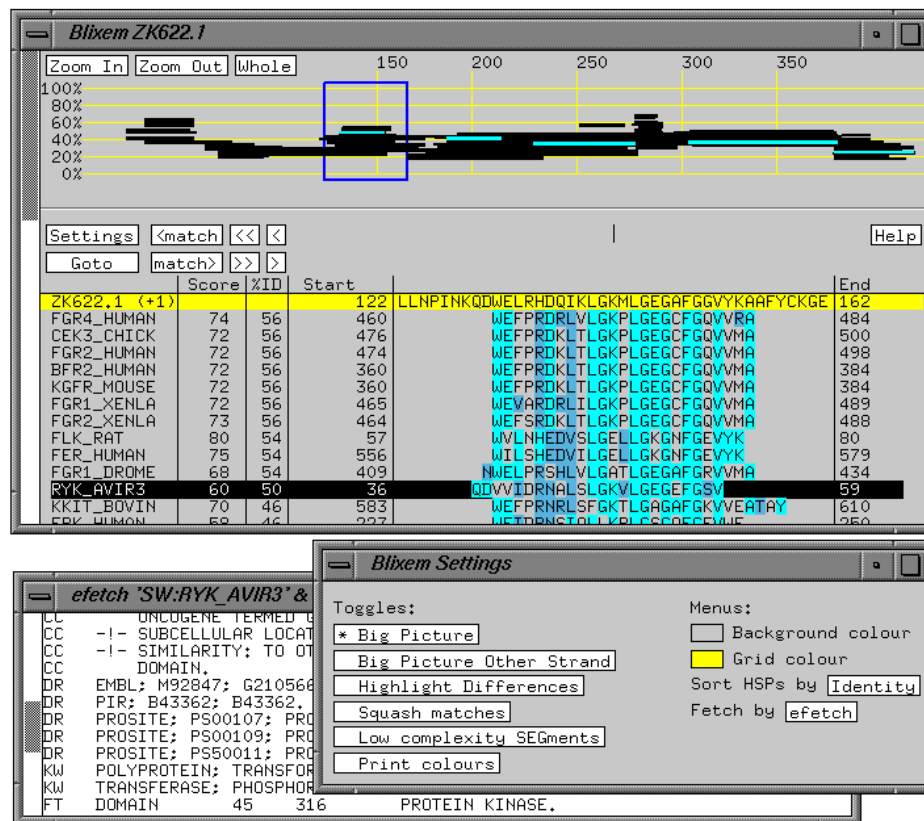 Blixem ZK622.1
Zoom In Zoom Out Whole 150 200 250 300 350
100%
80%
60%
40%
20%
0%
Settings <match << < Help
Goto match> >> >
Score %ID Start End
ZK622.1 (+1) 122 LLNPINKQDWELRHDQIKLGKMLGEGAFGGVYKAAFYCKGE 162
FGR4_HUMAN 74 56 460 WEFPRDRLVLGKPLGEGCFGQVVRA 484
CEK3_CHICK 72 56 476 WEFPRDKLTLGKPLGEGCFGQVVMA 500
FGR2_HUMAN 72 56 474 WEFPRDKLTLGKPLGEGCFGQVVMA 498
BFR2_HUMAN 72 56 360 WEFPRDKLTLGKPLGEGCFGQVVMA 384
KGFR_MOUSE 72 56 360 WEFPRDKLTLGKPLGEGCFGQVVMA 384
FGR1_XENLA 72 56 465 WEVARDRLILGKPLGEGCFGQVVMA 489
FGR2_XENLA 73 56 464 WEFSRDKLTLGKPLGEGCFGQVVMA 488
FLK_RAT 80 54 57 WVLNHEDVSLGELLGKGNFGEVYK 80
FER_HUMAN 75 54 556 WILSHEDVILGELLGKGNFGEVYK 579
FGR1_DROME 68 54 409 NWELPRSHLVLGATLGEGAFGRVVMA 434
RYK_AVIR3 60 50 36 QDVVIDRNALSLGKVLGEGEFGSV 59
KKIT_BOVIN 70 46 583 WEFPRNRLSFGKTLGAGAFGKVVEATAY 610
efetch "SW:RYK_AVIR3" &
CC ONCOGENE TERMED
CC -!- SUBCELLULAR LOCAT
CC -!- SIMILARITY: TO OT
CC DOMAIN.
DR EMBL; M92847; G210566
DR PIR; B43362; B43362.
DR PROSITE; PS00107; PRO
DR PROSITE; PS00109; PRO
DR PROSITE; PS50011; PRO
KW POLYPROTEIN; TRANSFOR
KW TRANSFERASE; PHOSPHOR
FT DOMAIN 45 316 PROTEIN KINASE.
Blixem Settings
Toggles: Menus:
* Big Picture Background colour
Big Picture Other Strand Grid colour
Highlight Differences Sort HSPs by Identity
Squash matches Fetch by efetch
Low complexity SEGments
Print colours